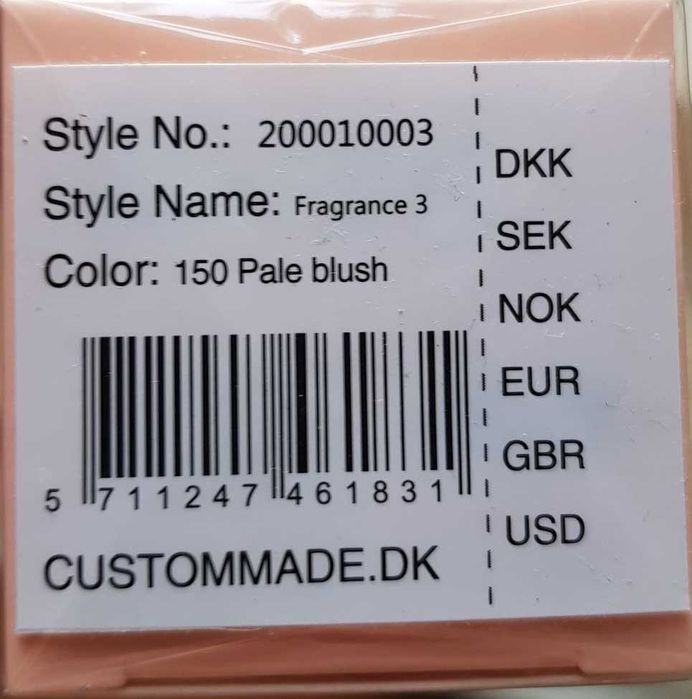 Style No.: 200010003
Style Name: Fragrance 3
Color: 150 Pale blush
5 711247 461831
CUSTOMMADE.DK
DKK
SEK
NOK
EUR
GBR
USD